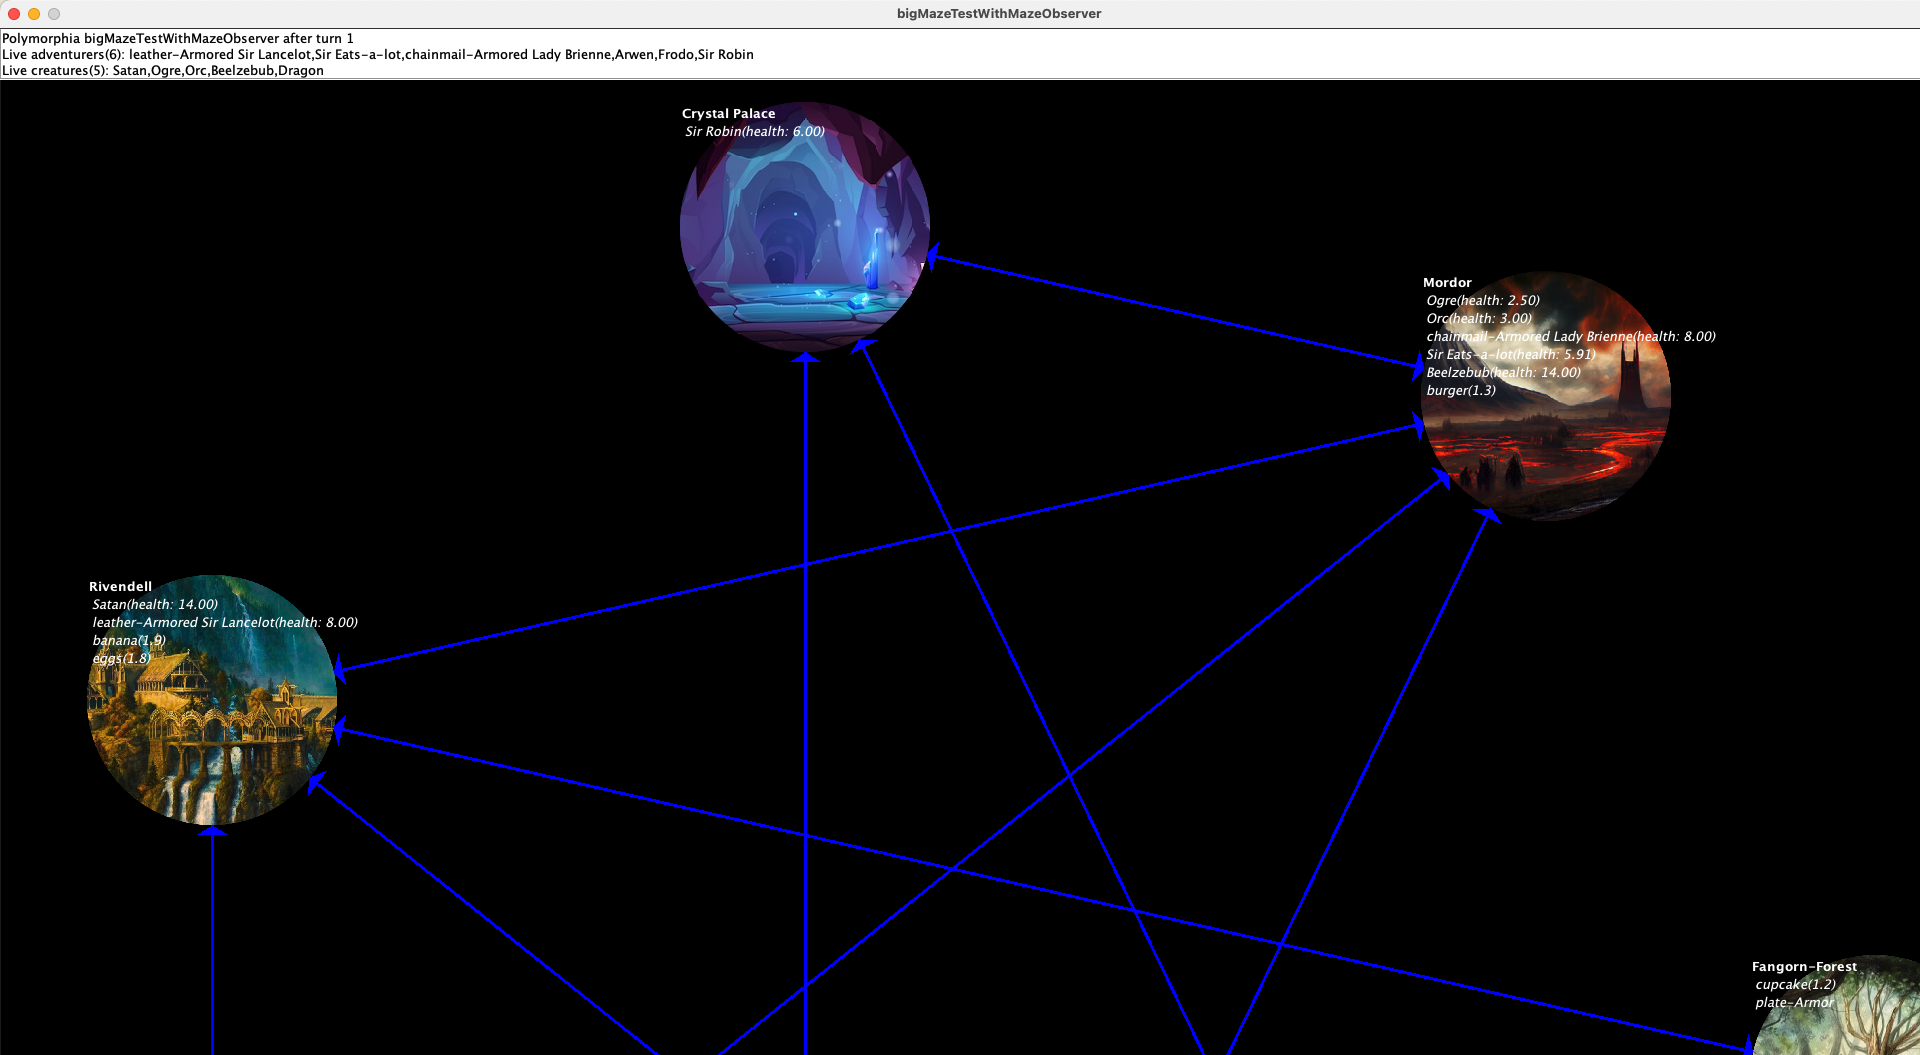 bigMazeTestWithMazeObserver
Polymorphia bigMazeTestWithMazeObserver after turn 1
Live adventurers(6): leather-Armored Sir Lancelot,Sir Eats-a-lot,chainmail-Armored Lady Brienne,Arwen,Frodo,Sir Robin
Live creatures(5): Satan,Ogre,Orc,Beelzebub,Dragon
Crystal Palace
Sir Robin(health: 6.00)
Mordor
Ogre(health: 2.50)
Orc(health: 3.00)
chainmail-Armored Lady Brienne(health: 8.00)
Sir Eats-a-lot(health: 5.91)
Beelzebub(health: 14.00)
burger(1.3)
Rivendell
Satan(health: 14.00)
leather-Armored Sir Lancelot(health: 8.00)
banana(1.9)
eggs(1.8)
Fangorn-Forest
cupcake(1.2)
plate-Armor